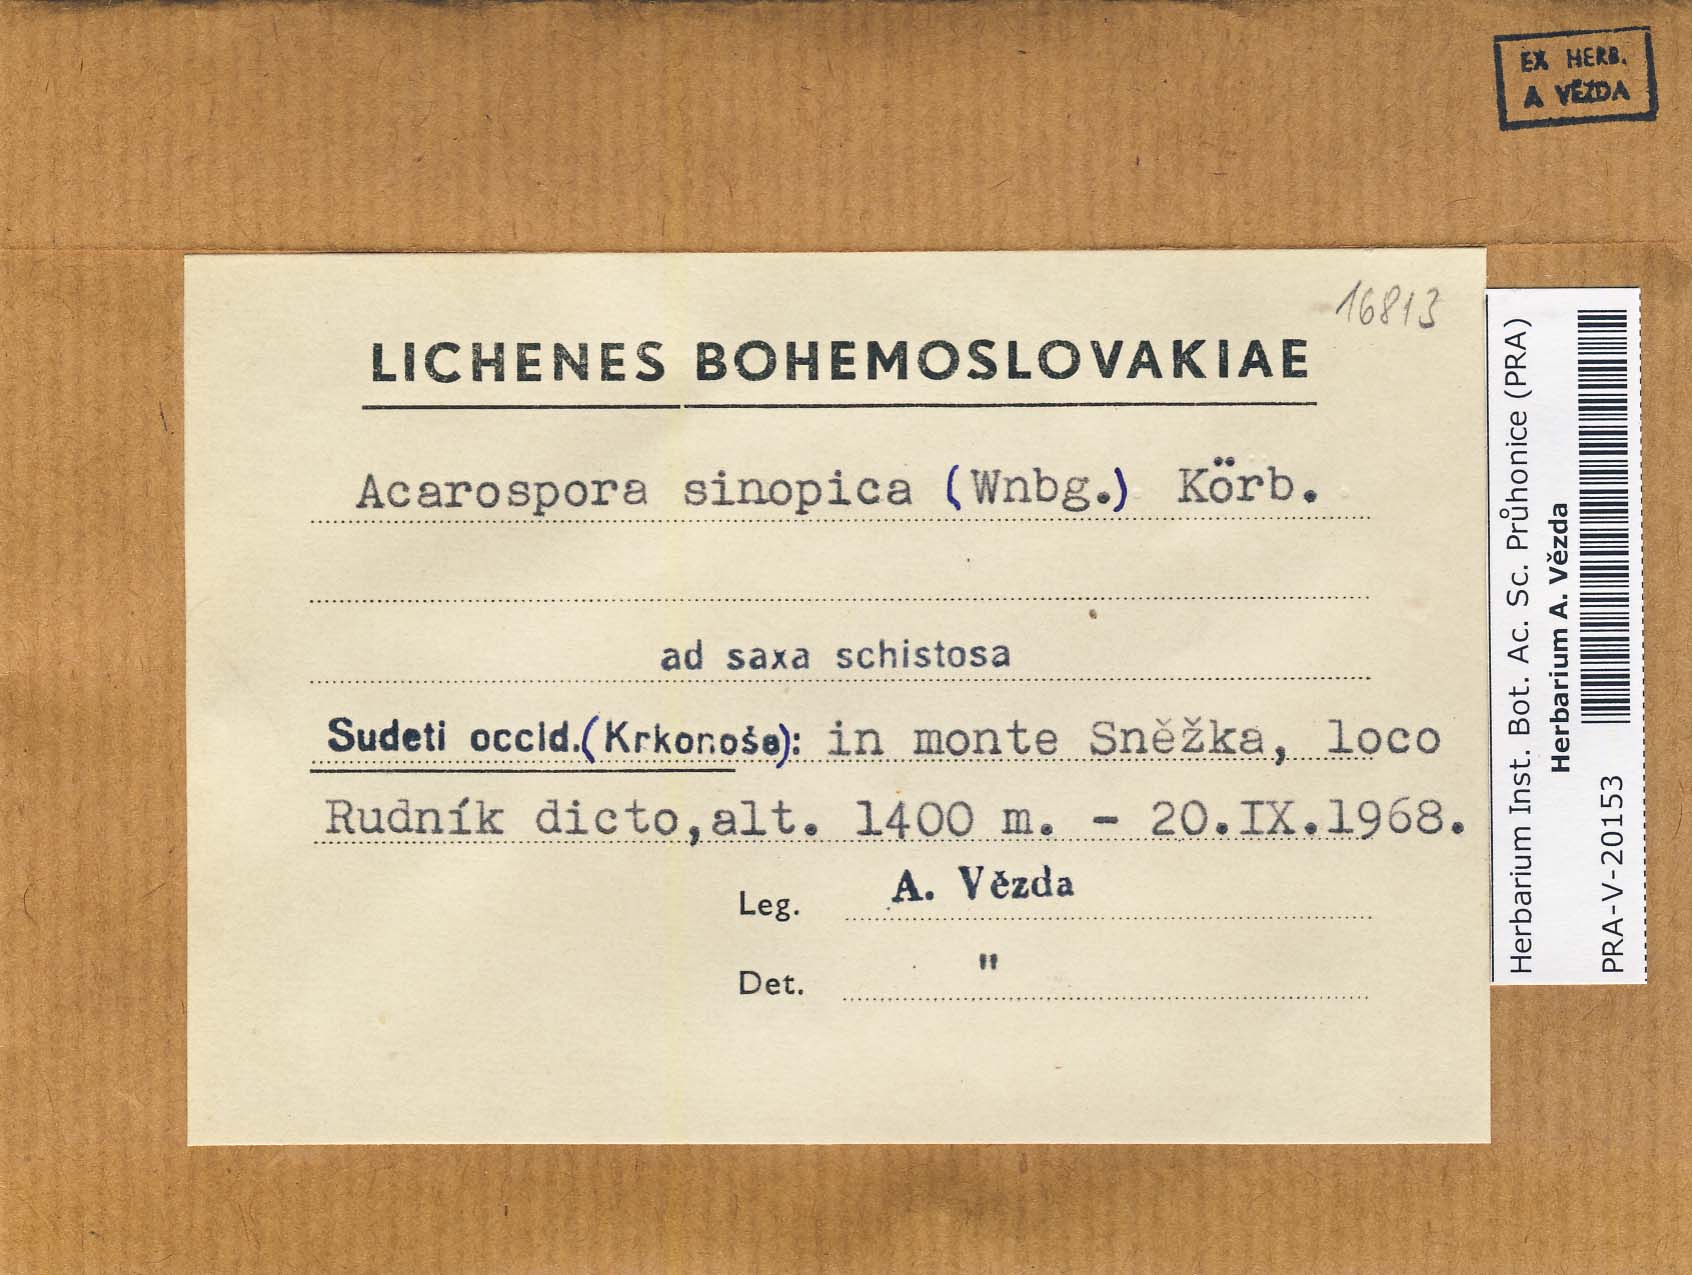 EX HERB.
A VĚZDA
16813
LICHENES BOHEMOSLOVAKIAE
Acarospora sinopica (Wnbg.) Körb.
ad saxa schistosa
Sudeti occid.(Krkonoše): in monte Sněžka, loco
Rudník dicto,alt. 1400 m. - 20.IX.1968.
Leg. A. Vězda
Det. "
Herbarium Inst. Bot. Ac. Sc. Průhonice (PRA)
Herbarium A. Vězda
PRA-V-20153